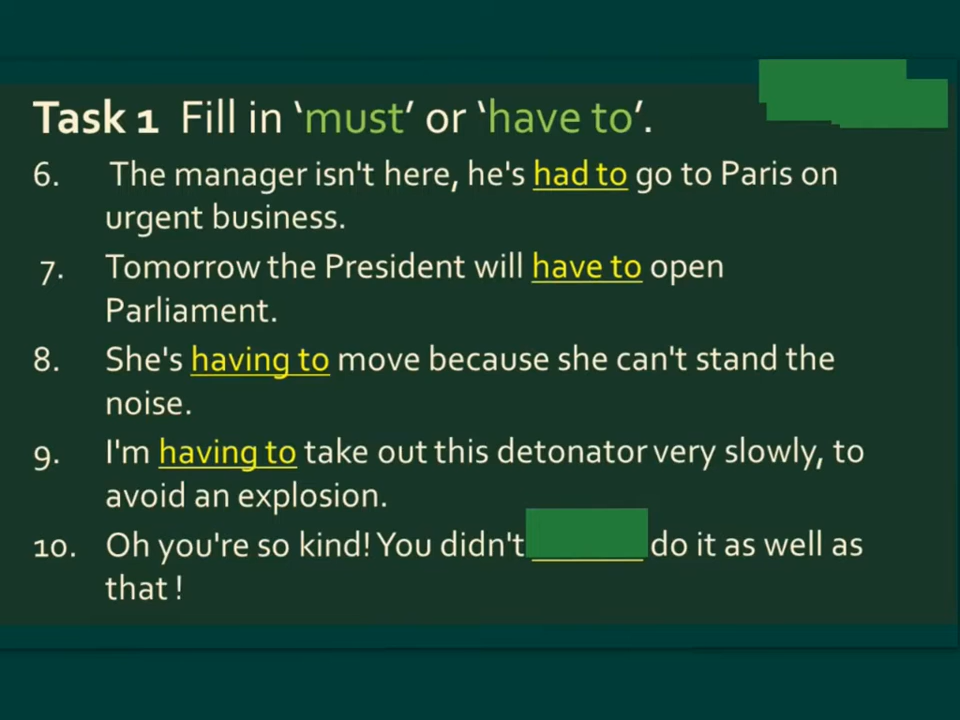 Task 1 Fill in ‘must’ or ‘have to’.
6. The manager isn't here, he's had to go to Paris on
urgent business.
7. Tomorrow the President will have to open
Parliament.
8. She's having to move because she can't stand the
noise.
9. I'm having to take out this detonator very slowly, to
avoid an explosion.
10. Oh you're so kind! You didn't do it as well as
that !